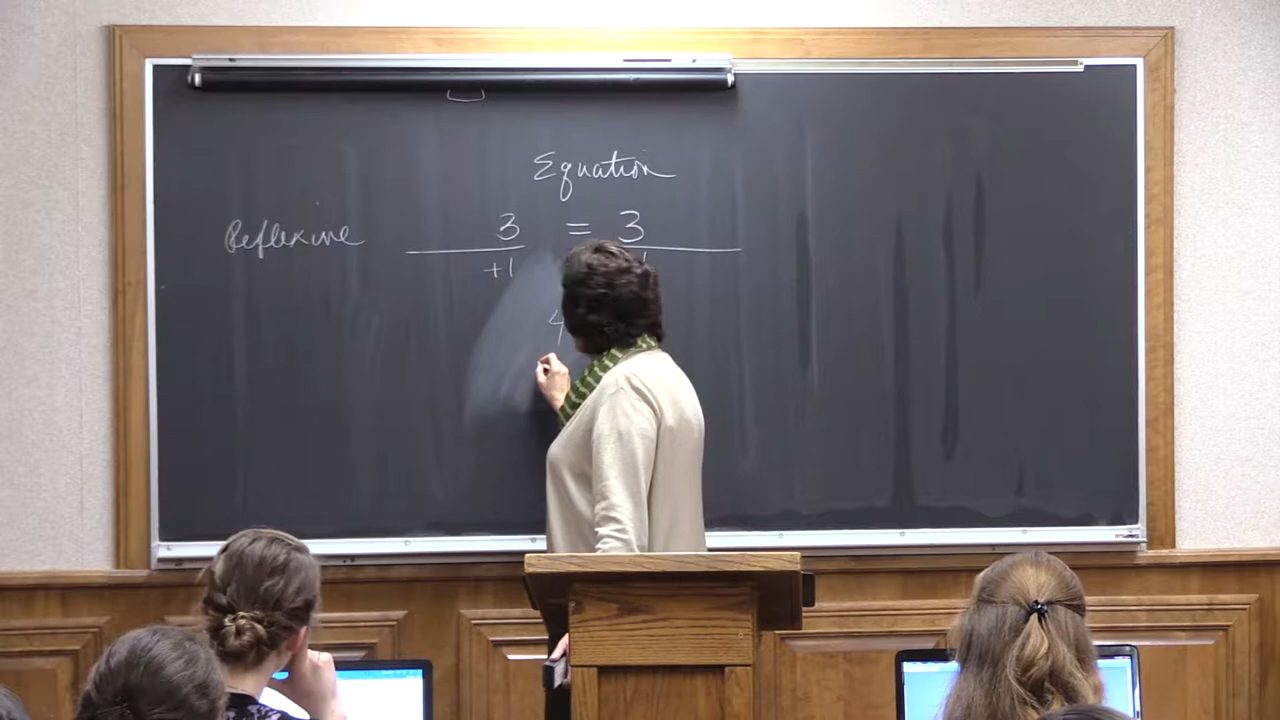 Equation
Reflexive 3 = 3
+1
4